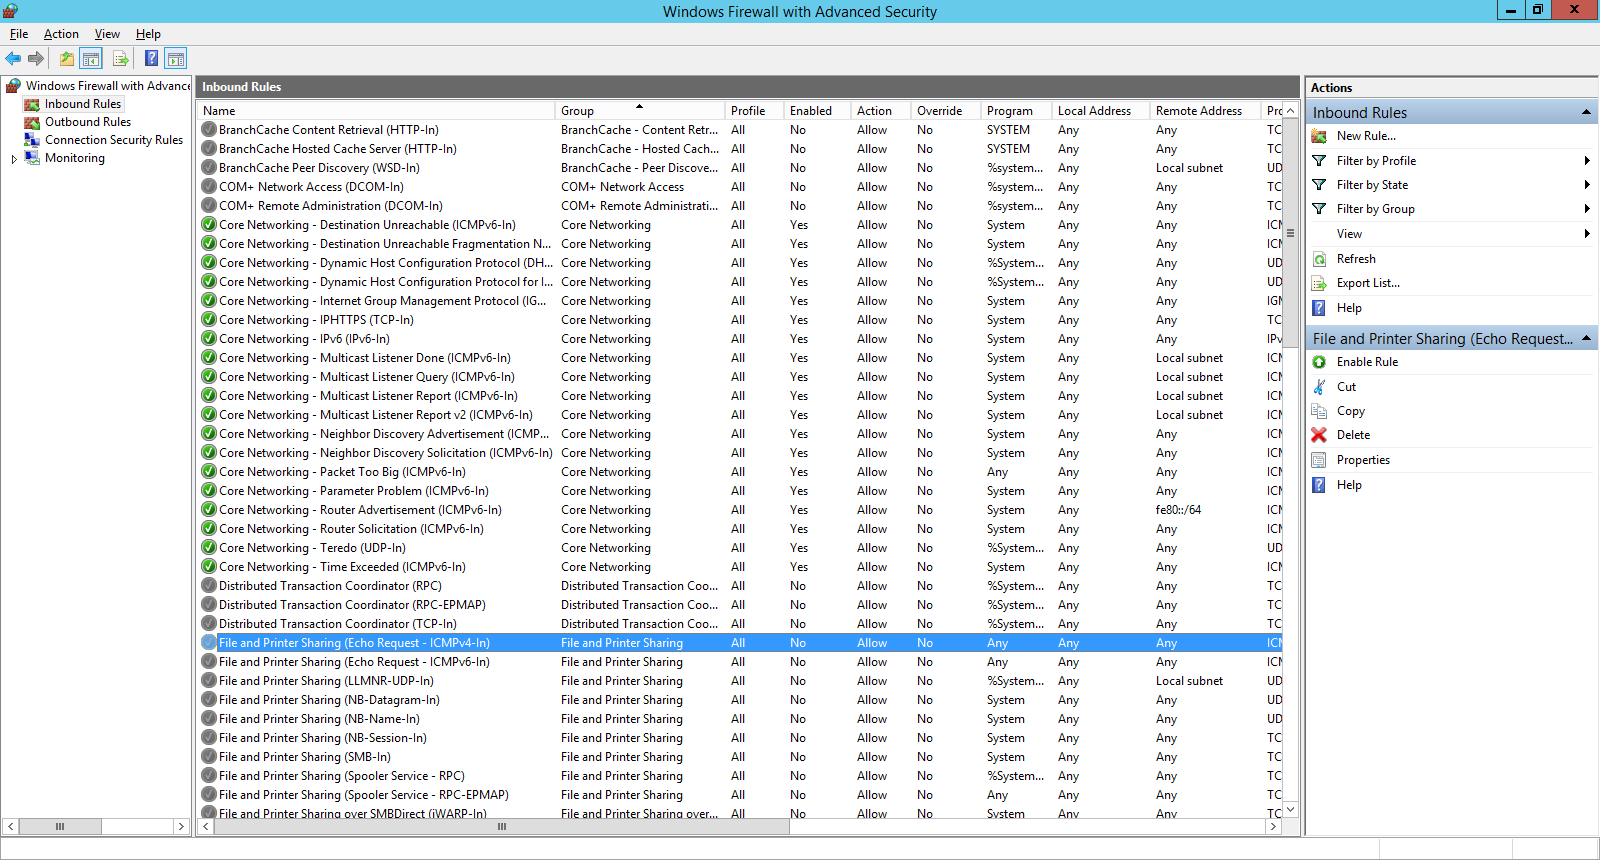 Windows Firewall with Advanced Security
File Action View Help
Windows Firewall with Advance
Inbound Rules
Outbound Rules
Connection Security Rules
Monitoring
Inbound Rules
Name Group Profile Enabled Action Override Program Local Address Remote Address Prc
BranchCache Content Retrieval (HTTP-In) BranchCache - Content Retr... All No Allow No SYSTEM Any Any TC
BranchCache Hosted Cache Server (HTTP-In) BranchCache - Hosted Cach... All No Allow No SYSTEM Any Any TC
BranchCache Peer Discovery (WSD-In) BranchCache - Peer Discove... All No Allow No %system... Any Local subnet UD
COM+ Network Access (DCOM-In) COM+ Network Access All No Allow No %system... Any Any TC
COM+ Remote Administration (DCOM-In) COM+ Remote Administrati... All No Allow No %system... Any Any TC
Core Networking - Destination Unreachable (ICMPv6-In) Core Networking All Yes Allow No System Any Any ICM
Core Networking - Destination Unreachable Fragmentation N... Core Networking All Yes Allow No System Any Any ICM
Core Networking - Dynamic Host Configuration Protocol (DH... Core Networking All Yes Allow No %System... Any Any UD
Core Networking - Dynamic Host Configuration Protocol for I... Core Networking All Yes Allow No %System... Any Any UD
Core Networking - Internet Group Management Protocol (IG... Core Networking All Yes Allow No System Any Any IGM
Core Networking - IPHTTPS (TCP-In) Core Networking All Yes Allow No System Any Any TC
Core Networking - IPv6 (IPv6-In) Core Networking All Yes Allow No System Any Any IPv
Core Networking - Multicast Listener Done (ICMPv6-In) Core Networking All Yes Allow No System Any Local subnet ICM
Core Networking - Multicast Listener Query (ICMPv6-In) Core Networking All Yes Allow No System Any Local subnet ICM
Core Networking - Multicast Listener Report (ICMPv6-In) Core Networking All Yes Allow No System Any Local subnet ICM
Core Networking - Multicast Listener Report v2 (ICMPv6-In) Core Networking All Yes Allow No System Any Local subnet ICM
Core Networking - Neighbor Discovery Advertisement (ICMP... Core Networking All Yes Allow No System Any Any ICM
Core Networking - Neighbor Discovery Solicitation (ICMPv6-In) Core Networking All Yes Allow No System Any Any ICM
Core Networking - Packet Too Big (ICMPv6-In) Core Networking All Yes Allow No Any Any Any ICM
Core Networking - Parameter Problem (ICMPv6-In) Core Networking All Yes Allow No System Any Any ICM
Core Networking - Router Advertisement (ICMPv6-In) Core Networking All Yes Allow No System Any fe80::/64 ICM
Core Networking - Router Solicitation (ICMPv6-In) Core Networking All Yes Allow No System Any Any ICM
Core Networking - Teredo (UDP-In) Core Networking All Yes Allow No %System... Any Any UD
Core Networking - Time Exceeded (ICMPv6-In) Core Networking All Yes Allow No System Any Any ICM
Distributed Transaction Coordinator (RPC) Distributed Transaction Coo... All No Allow No %System... Any Any TC
Distributed Transaction Coordinator (RPC-EPMAP) Distributed Transaction Coo... All No Allow No %System... Any Any TC
Distributed Transaction Coordinator (TCP-In) Distributed Transaction Coo... All No Allow No %System... Any Any TC
File and Printer Sharing (Echo Request - ICMPv4-In) File and Printer Sharing All No Allow No Any Any Any ICM
File and Printer Sharing (Echo Request - ICMPv6-In) File and Printer Sharing All No Allow No Any Any Any ICM
File and Printer Sharing (LLMNR-UDP-In) File and Printer Sharing All No Allow No %System... Any Local subnet UD
File and Printer Sharing (NB-Datagram-In) File and Printer Sharing All No Allow No System Any Any UD
File and Printer Sharing (NB-Name-In) File and Printer Sharing All No Allow No System Any Any UD
File and Printer Sharing (NB-Session-In) File and Printer Sharing All No Allow No System Any Any TC
File and Printer Sharing (SMB-In) File and Printer Sharing All No Allow No System Any Any TC
File and Printer Sharing (Spooler Service - RPC) File and Printer Sharing All No Allow No %System... Any Any TC
File and Printer Sharing (Spooler Service - RPC-EPMAP) File and Printer Sharing All No Allow No Any Any Any TC
File and Printer Sharing over SMBDirect (iWARP-In) File and Printer Sharing over... All No Allow No System Any Any TC
Actions
Inbound Rules
New Rule...
Filter by Profile
Filter by State
Filter by Group
View
Refresh
Export List...
Help
File and Printer Sharing (Echo Request...
Enable Rule
Cut
Copy
Delete
Properties
Help